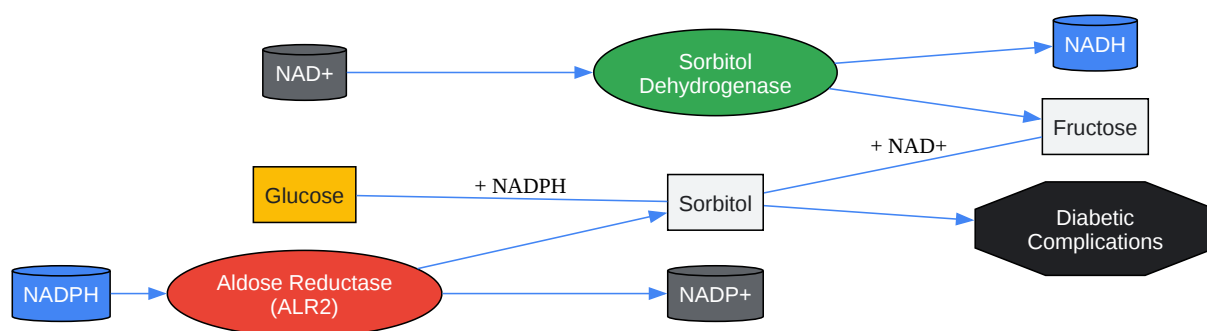 NADH
NAD+
Sorbitol
Dehydrogenase
Fructose
+ NAD+
+ NADPH
Glucose
Sorbitol
Diabetic
Complications
Aldose Reductase
(ALR2)
NADPH
NADP+